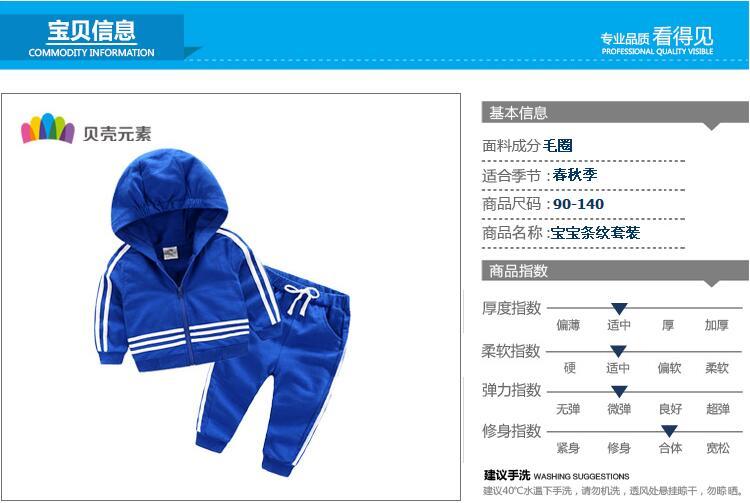 宝贝信息
COMMODITY INFORMATION
专业品质 看得见
PROFESSIONAL QUALITY VISIBLE
贝壳元素
基本信息
面料成分 毛圈
适合季节：春秋季
商品尺码：90-140
商品名称：宝宝条纹套装
商品指数
厚度指数
偏薄 适中 厚 加厚
柔软指数
硬 适中 偏软 柔软
弹力指数
无弹 微弹 良好 超弹
修身指数
紧身 修身 合体 宽松
建议手洗 WASHING SUGGESTIONS
建议40℃水温下手洗，请勿机洗，透风处悬挂晾干，勿晾晒。